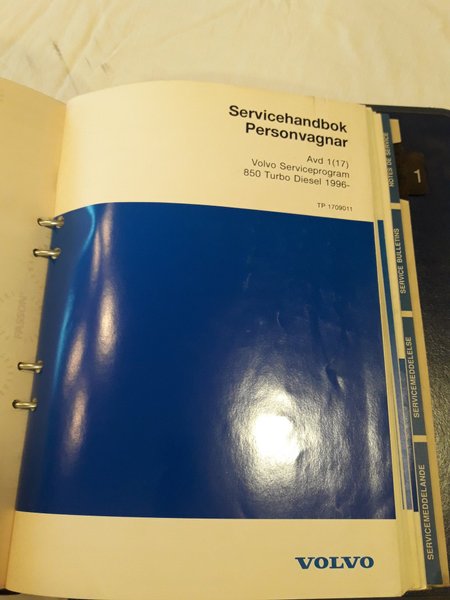 Servicehandbok
Personvagnar
Avd 1(17)
Volvo Serviceprogram
850 Turbo Diesel 1996-
TP 1709011
VOLVO
1
NOTES DE SERVICE
SERVICE BULLETINS
SERVICEMEDDELELSE
SERVICEMEDDELANDE